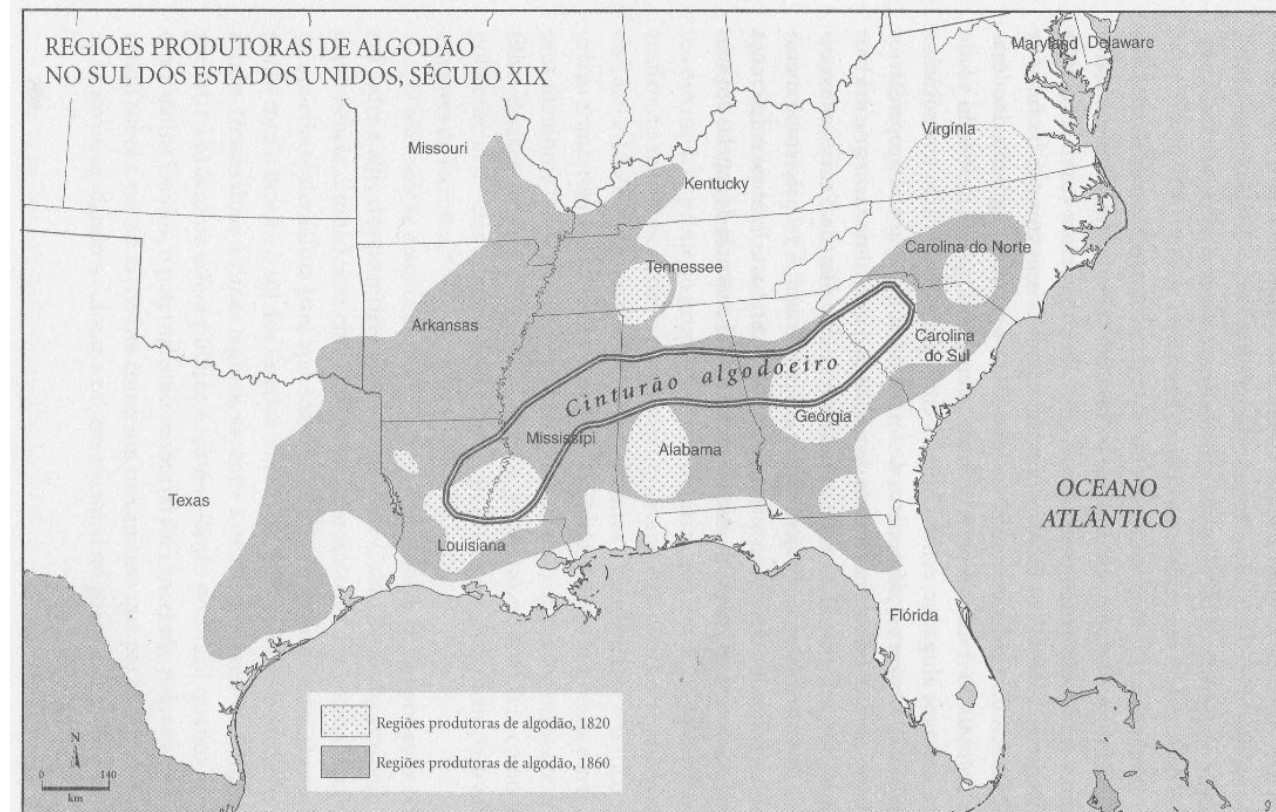 REGIÕES PRODUTORAS DE ALGODÃO
NO SUL DOS ESTADOS UNIDOS, SÉCULO XIX
Maryland
Delaware
Missouri
Virgínia
Kentucky
Carolina do Norte
Tennessee
Arkansas
Carolina
do Sul
Cinturão algodoeiro
Geórgia
Mississipi
Alabama
Texas
OCEANO
ATLÂNTICO
Louisiana
Flórida
Regiões produtoras de algodão, 1820
Regiões produtoras de algodão, 1860
N
0 140
km